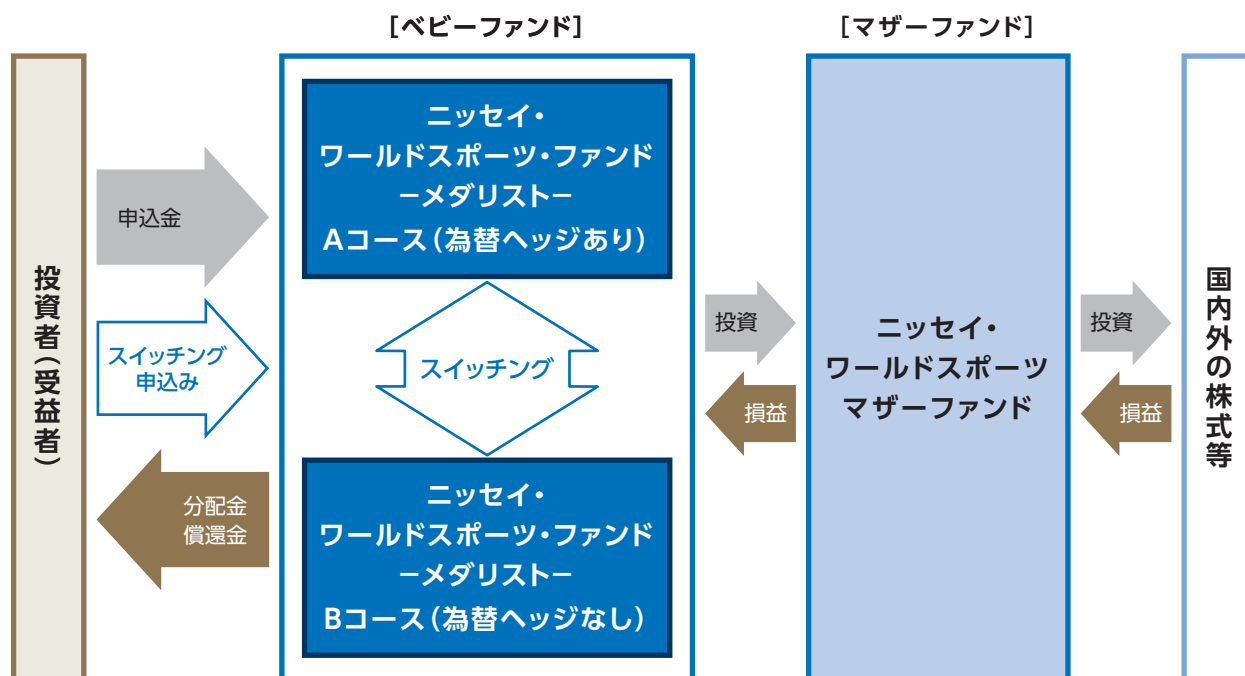 [ベビーファンド]
[マザーファンド]
投資者（受益者）
申込金
スイッチング
申込み
分配金
償還金
ニッセイ・
ワールドスポーツ・ファンド
－メダリスト－
Aコース（為替ヘッジあり）
スイッチング
ニッセイ・
ワールドスポーツ・ファンド
－メダリスト－
Bコース（為替ヘッジなし）
投資
損益
ニッセイ・
ワールドスポーツ
マザーファンド
投資
損益
国内外の株式等